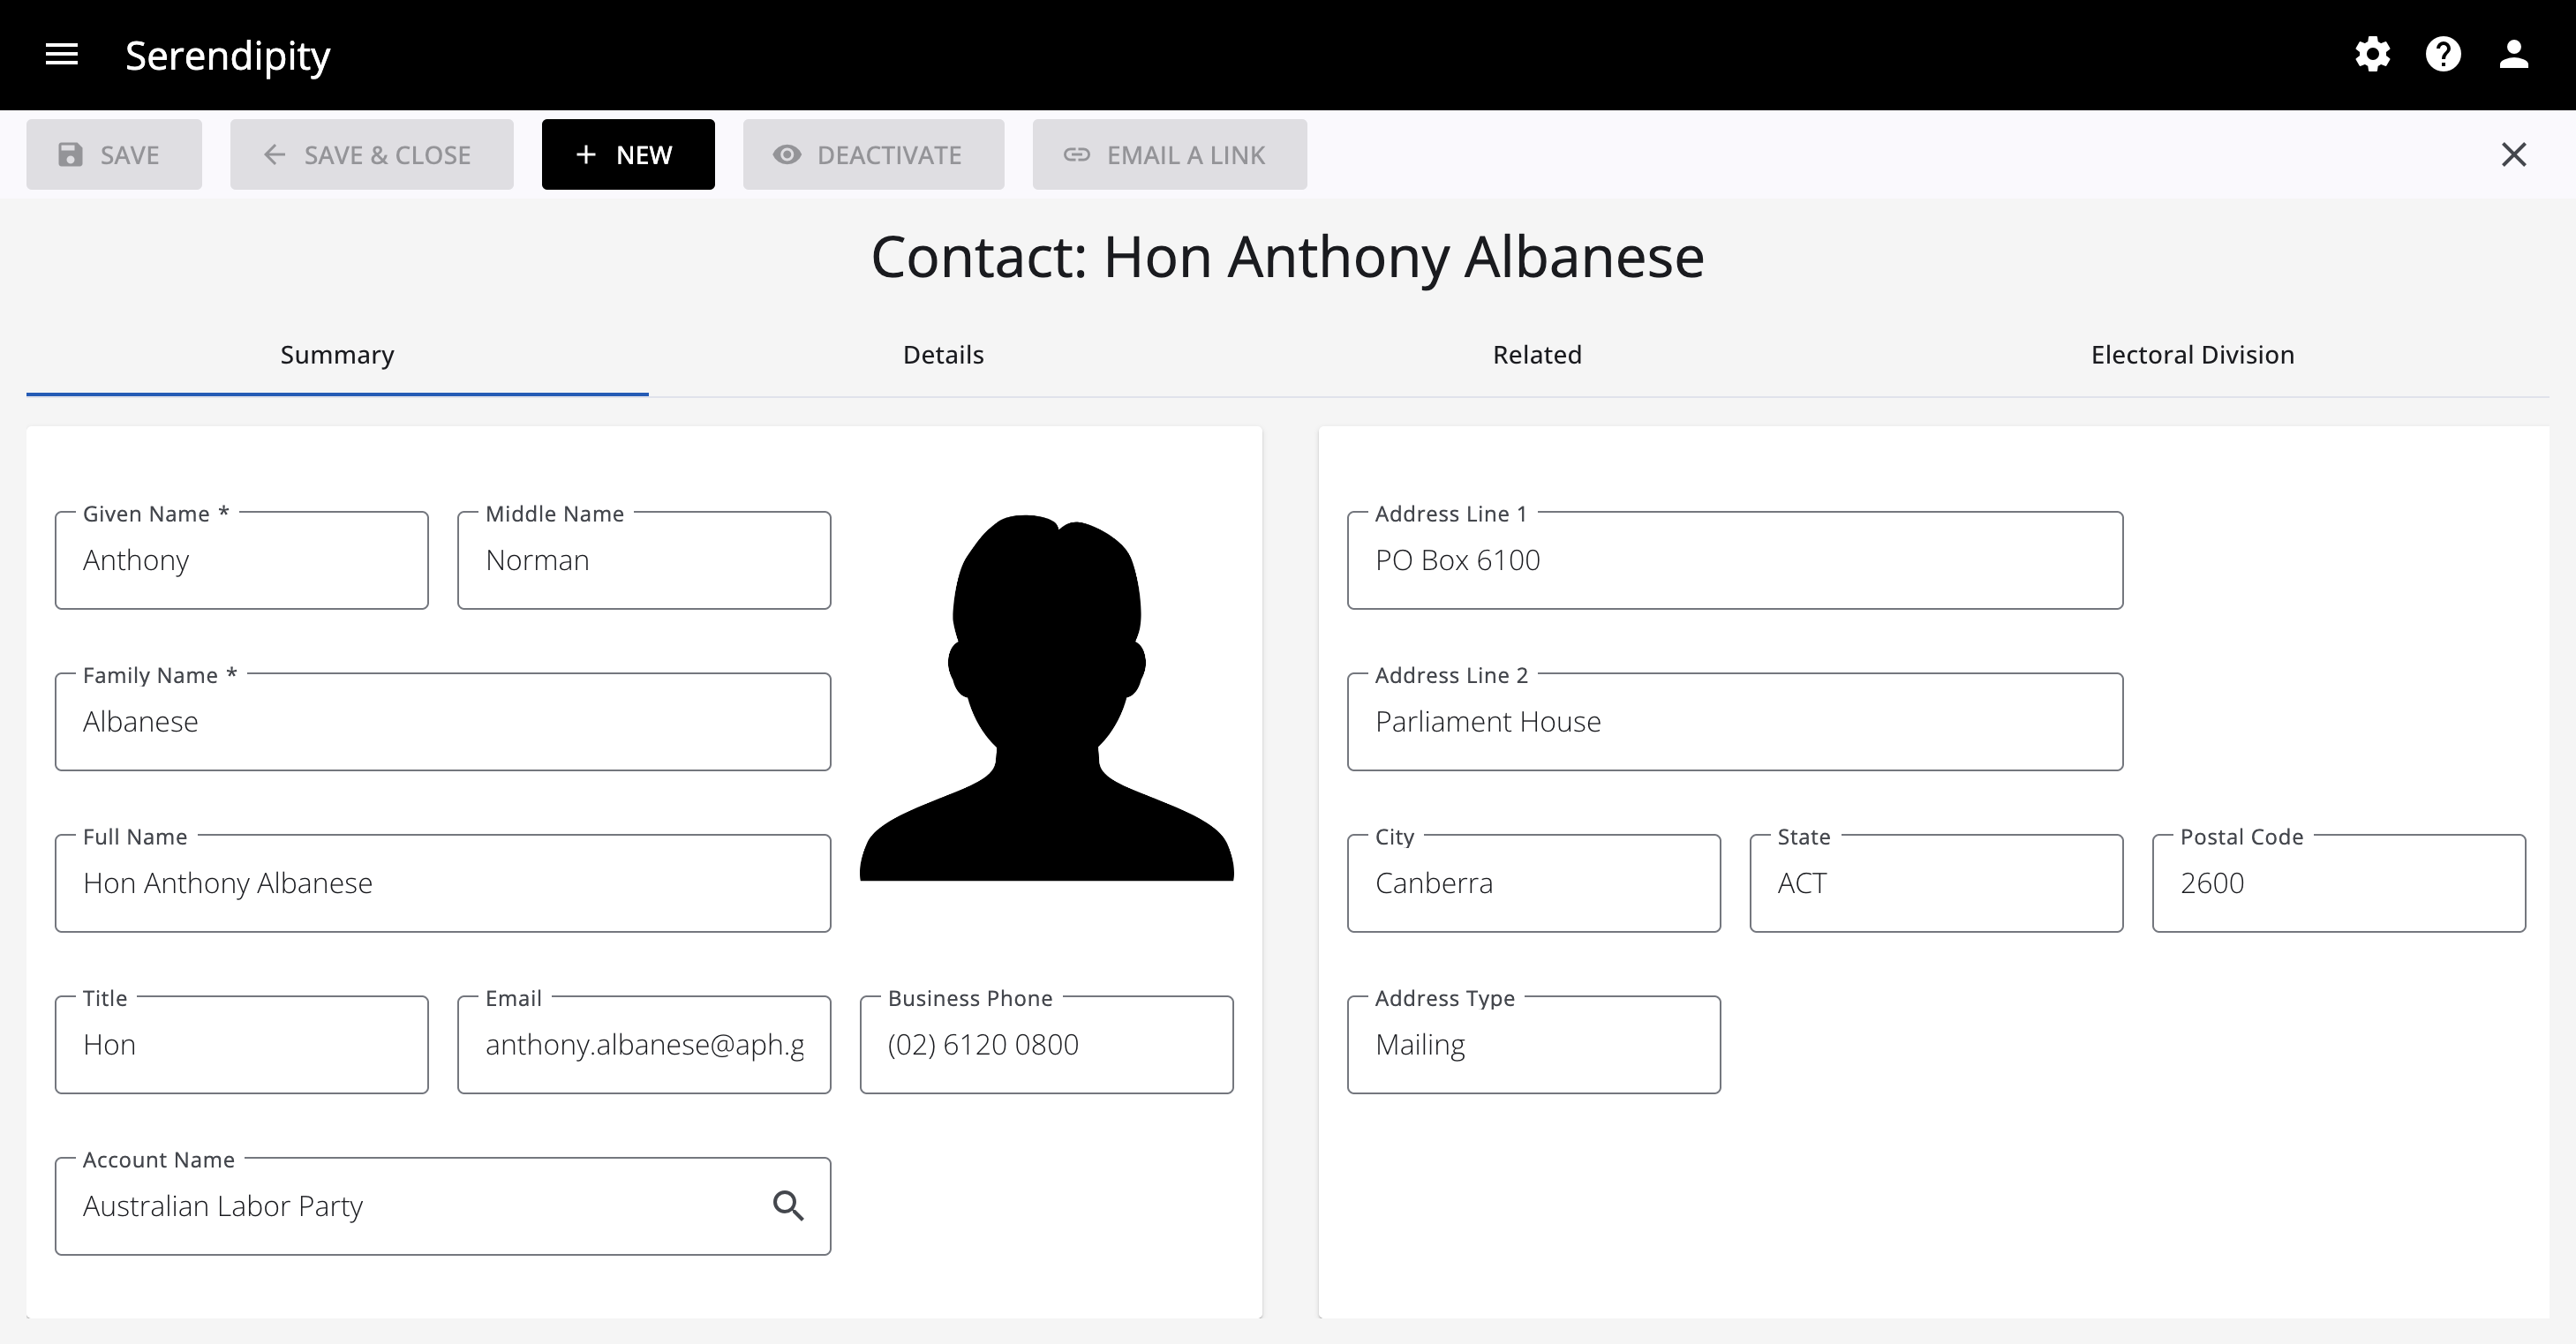 Serendipity
SAVE
SAVE & CLOSE
NEW
DEACTIVATE
EMAIL A LINK
Contact: Hon Anthony Albanese
Summary
Details
Related
Electoral Division
Given Name *
Anthony
Middle Name
Norman
Family Name *
Albanese
Full Name
Hon Anthony Albanese
Title
Hon
Email
anthony.albanese@aph.g
Business Phone
(02) 6120 0800
Account Name
Australian Labor Party
Address Line 1
PO Box 6100
Address Line 2
Parliament House
City
Canberra
State
ACT
Postal Code
2600
Address Type
Mailing